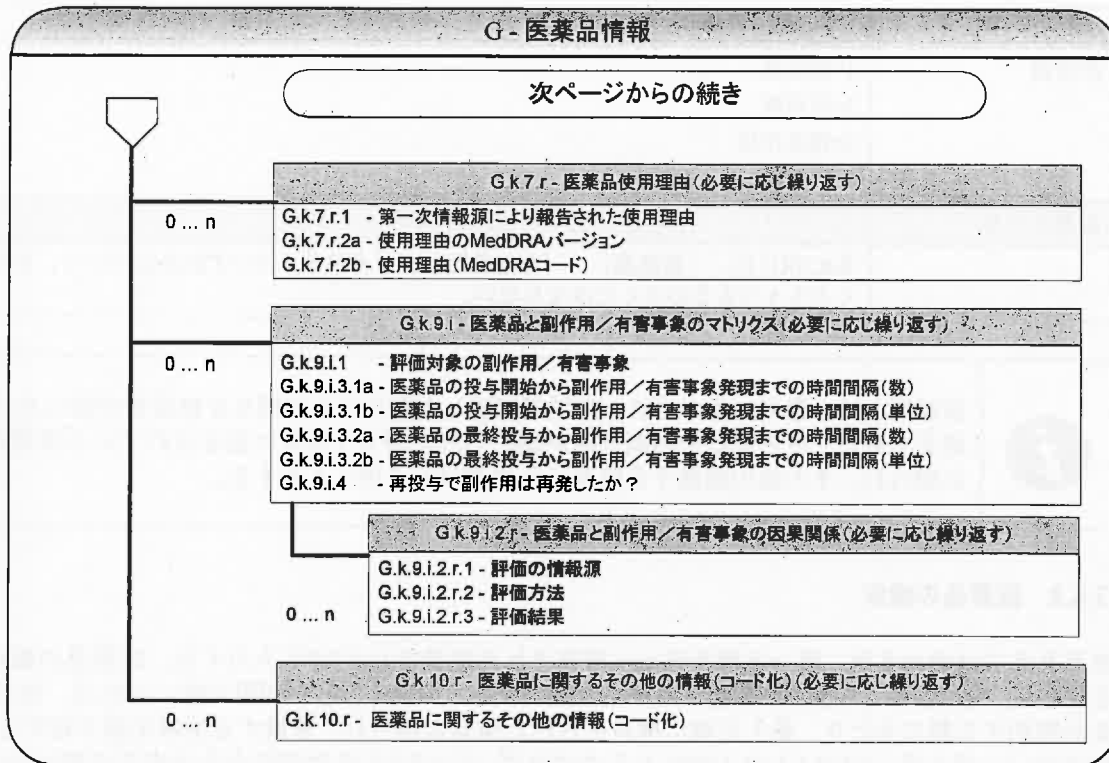 G - 医薬品情報
次ページからの続き
G.k.7.r - 医薬品使用理由(必要に応じ繰り返す)
0 ... n
G.k.7.r.1 - 第一次情報源により報告された使用理由
G.k.7.r.2a - 使用理由のMedDRAバージョン
G.k.7.r.2b - 使用理由(MedDRAコード)
G.k.9.i - 医薬品と副作用/有害事象のマトリクス(必要に応じ繰り返す)
0 ... n
G.k.9.i.1 - 評価対象の副作用/有害事象
G.k.9.i.3.1a - 医薬品の投与開始から副作用/有害事象発現までの時間間隔(数)
G.k.9.i.3.1b - 医薬品の投与開始から副作用/有害事象発現までの時間間隔(単位)
G.k.9.i.3.2a - 医薬品の最終投与から副作用/有害事象発現までの時間間隔(数)
G.k.9.i.3.2b - 医薬品の最終投与から副作用/有害事象発現までの時間間隔(単位)
G.k.9.i.4 - 再投与で副作用は再発したか?
G.k.9.i.2.r - 医薬品と副作用/有害事象の因果関係(必要に応じ繰り返す)
G.k.9.i.2.r.1 - 評価の情報源
G.k.9.i.2.r.2 - 評価方法
0 ... n
G.k.9.i.2.r.3 - 評価結果
G.k.10.r - 医薬品に関するその他の情報(コード化)(必要に応じ繰り返す)
0 ... n
G.k.10.r - 医薬品に関するその他の情報(コード化)